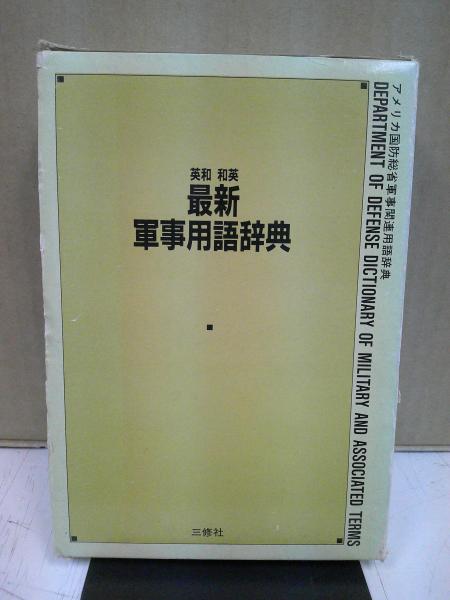 英和 和英
最新
軍事用語辞典
三修社
アメリカ国防総省軍事関連用語辞典
DEPARTMENT OF DEFENSE DICTIONARY OF MILITARY AND ASSOCIATED TERMS